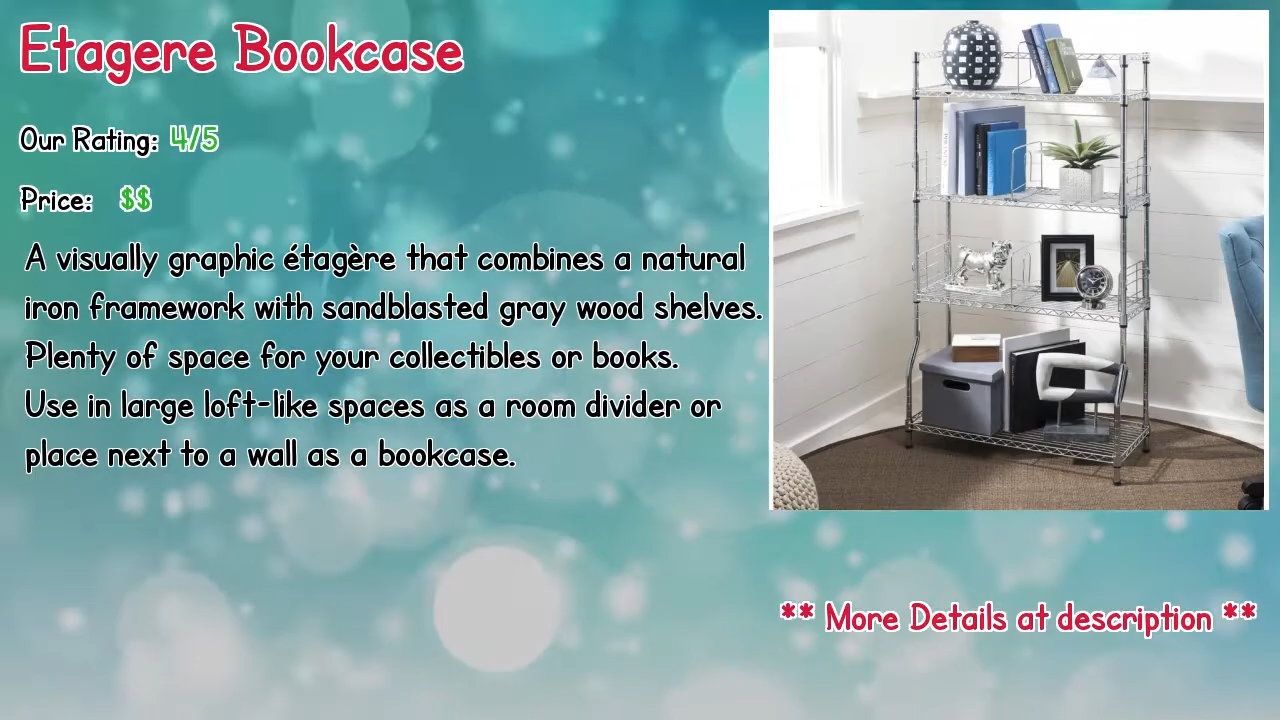 Etagere Bookcase
Our Rating: 4/5
Price: $$
A visually graphic étagère that combines a natural
iron framework with sandblasted gray wood shelves.
Plenty of space for your collectibles or books.
Use in large loft-like spaces as a room divider or
place next to a wall as a bookcase.
** More Details at description **